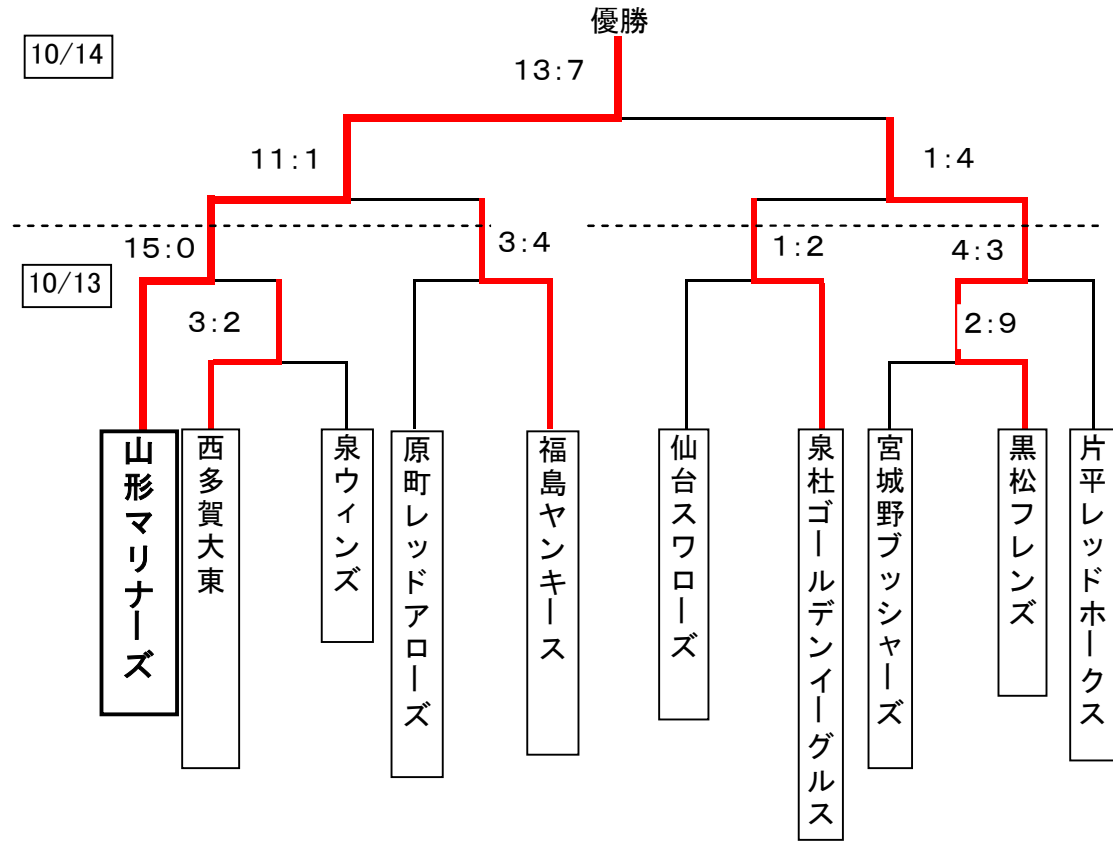 優勝
10/14
13:7
11:1
1:4
15:0
3:4
1:2
4:3
10/13
3:2
2:9
山形マリナーズ
西多賀大東
泉ウィンズ
原町レッドアローズ
福島ヤンキース
仙台スワローズ
泉杜ゴールデンイーグルス
宮城野ブッシャーズ
黒松フレンズ
片平レッドホークス